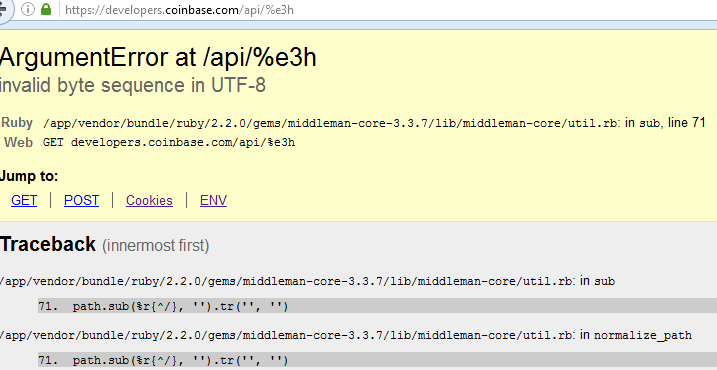 https://developers.coinbase.com/api/%e3h
ArgumentError at /api/%e3h
invalid byte sequence in UTF-8
Ruby /app/vendor/bundle/ruby/2.2.0/gems/middleman-core-3.3.7/lib/middleman-core/util.rb: in sub, line 71
Web GET developers.coinbase.com/api/%e3h
Jump to:
GET | POST | Cookies | ENV
Traceback (innermost first)
/app/vendor/bundle/ruby/2.2.0/gems/middleman-core-3.3.7/lib/middleman-core/util.rb: in sub
71. path.sub(%r{^/}, '').tr('', '')
/app/vendor/bundle/ruby/2.2.0/gems/middleman-core-3.3.7/lib/middleman-core/util.rb: in normalize_path
71. path.sub(%r{^/}, '').tr('', '')